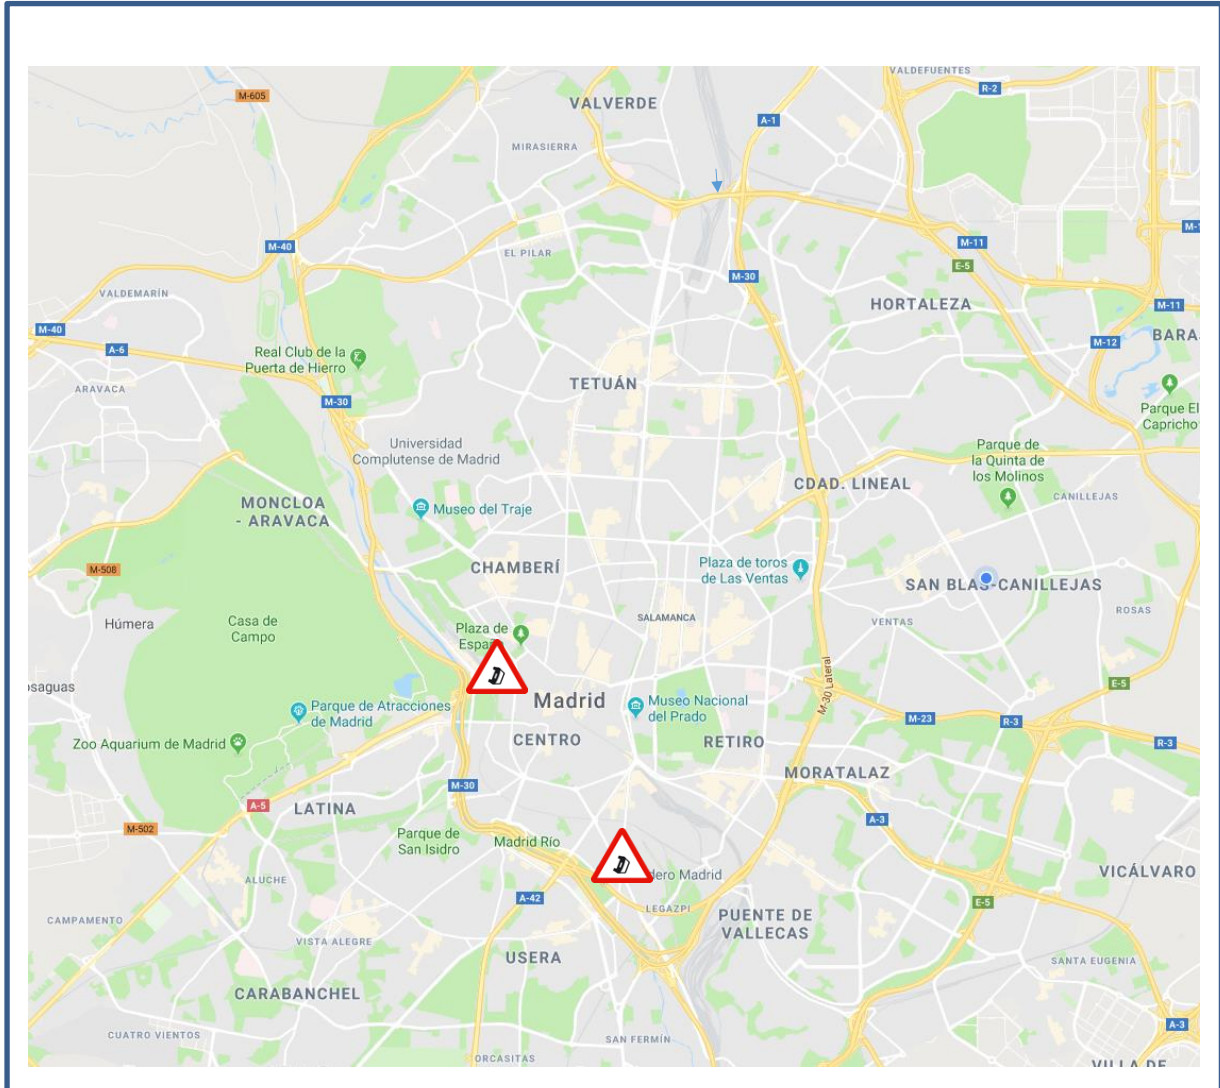 VALDEFUENTES
R-2
M-605
VALVERDE
A-1
MIRASIERRA
M-40
EL PILAR
M-11
E-5
M-30
VALDEMARÍN
HORTALEZA
M-11
M-40
A-6
M-12
Real Club de la
Puerta de Hierro
TETUÁN
ARAVACA
M-30
Parque El
Capricho
Universidad
Complutense de Madrid
Parque de
la Quinta de
los Molinos
CDAD. LINEAL
CANILLEJAS
MONCLOA
- ARAVACA
Museo del Traje
CHAMBERÍ
Plaza de toros
de Las Ventas
M-508
SAN BLAS-CANILLEJAS
ROSAS
Húmera
Casa de
Campo
SALAMANCA
VENTAS
Plaza de
M-30 Lateral
E-5
Parque de Atracciones
de Madrid
Madrid
Museo Nacional
del Prado
M-23
R-3
Zoo Aquarium de Madrid
CENTRO
RETIRO
R-3
M-30
MORATALAZ
A-5
LATINA
M-502
A-3
Parque de
San Isidro
Madrid Río
dero Madrid
VICÁLVARO
ALUCHE
A-42
LEGAZPI
E-5
CAMPAMENTO
PUENTE DE
VALLECAS
VISTA ALEGRE
USERA
SANTA EUGENIA
CARABANCHEL
CUATRO VIENTOS
SAN FERMÍN
A-3
ORCASITAS
VILLA DE